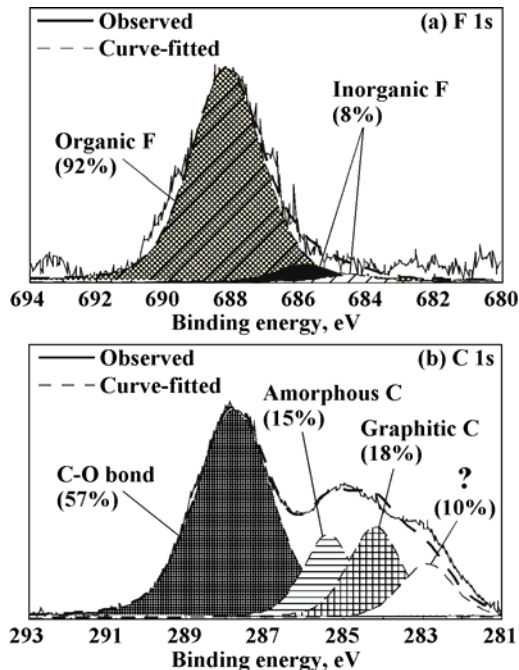 Observed
Curve-fitted
(a) F 1s
Organic F
(92%)
Inorganic F
(8%)
694 692 690 688 686 684 682 680
Binding energy, eV
Observed
Curve-fitted
(b) C 1s
Amorphous C
(15%)
Graphitic C
(18%)
?
(10%)
C-O bond
(57%)
293 291 289 287 285 283 281
Binding energy, eV